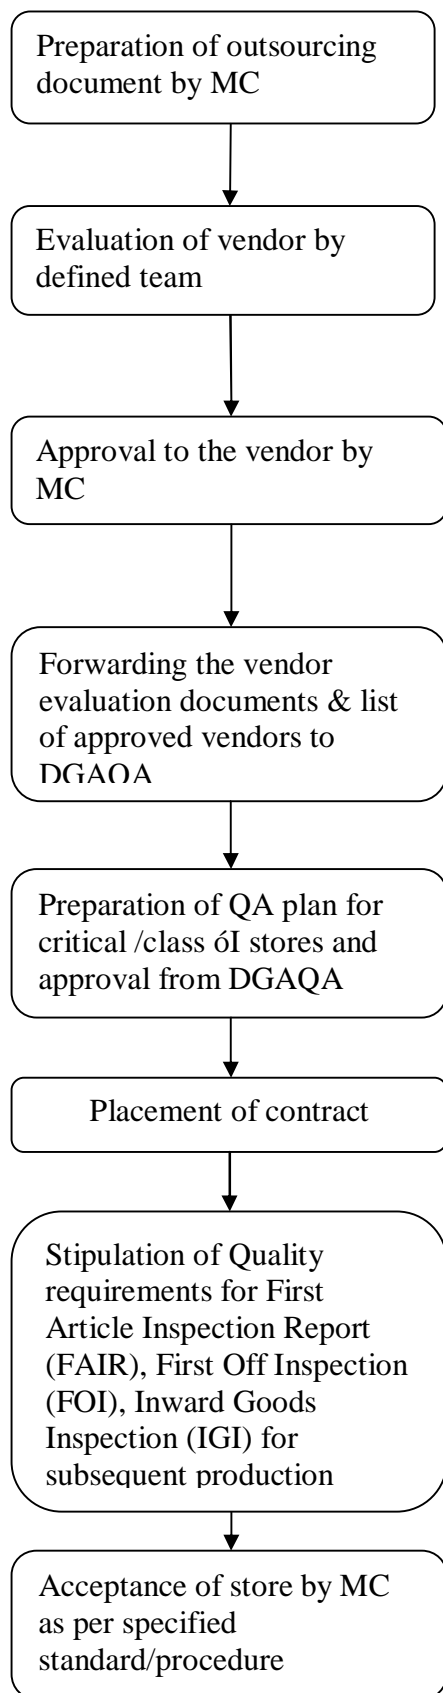 Preparation of outsourcing
document by MC
Evaluation of vendor by
defined team
Approval to the vendor by
MC
Forwarding the vendor
evaluation documents & list
of approved vendors to
DGAQA
Preparation of QA plan for
critical /class óI stores and
approval from DGAQA
Placement of contract
Stipulation of Quality
requirements for First
Article Inspection Report
(FAIR), First Off Inspection
(FOI), Inward Goods
Inspection (IGI) for
subsequent production
Acceptance of store by MC
as per specified
standard/procedure